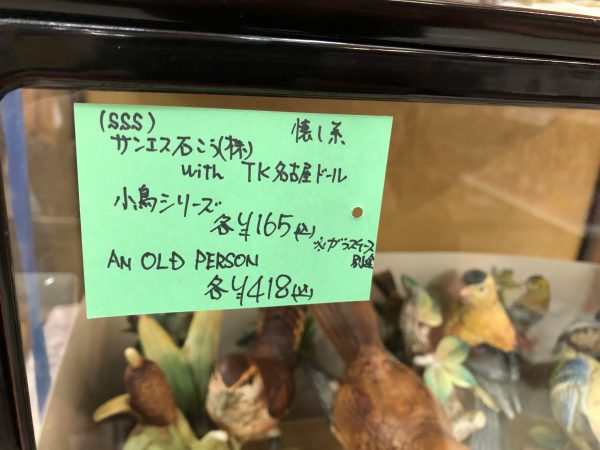 (SSS) 懐し系
サンエス石こう(株)
with TK名古屋ドール
小鳥シリーズ
各¥165(込)
※ガラスケース
別途
AN OLD PERSON
各¥418(込)